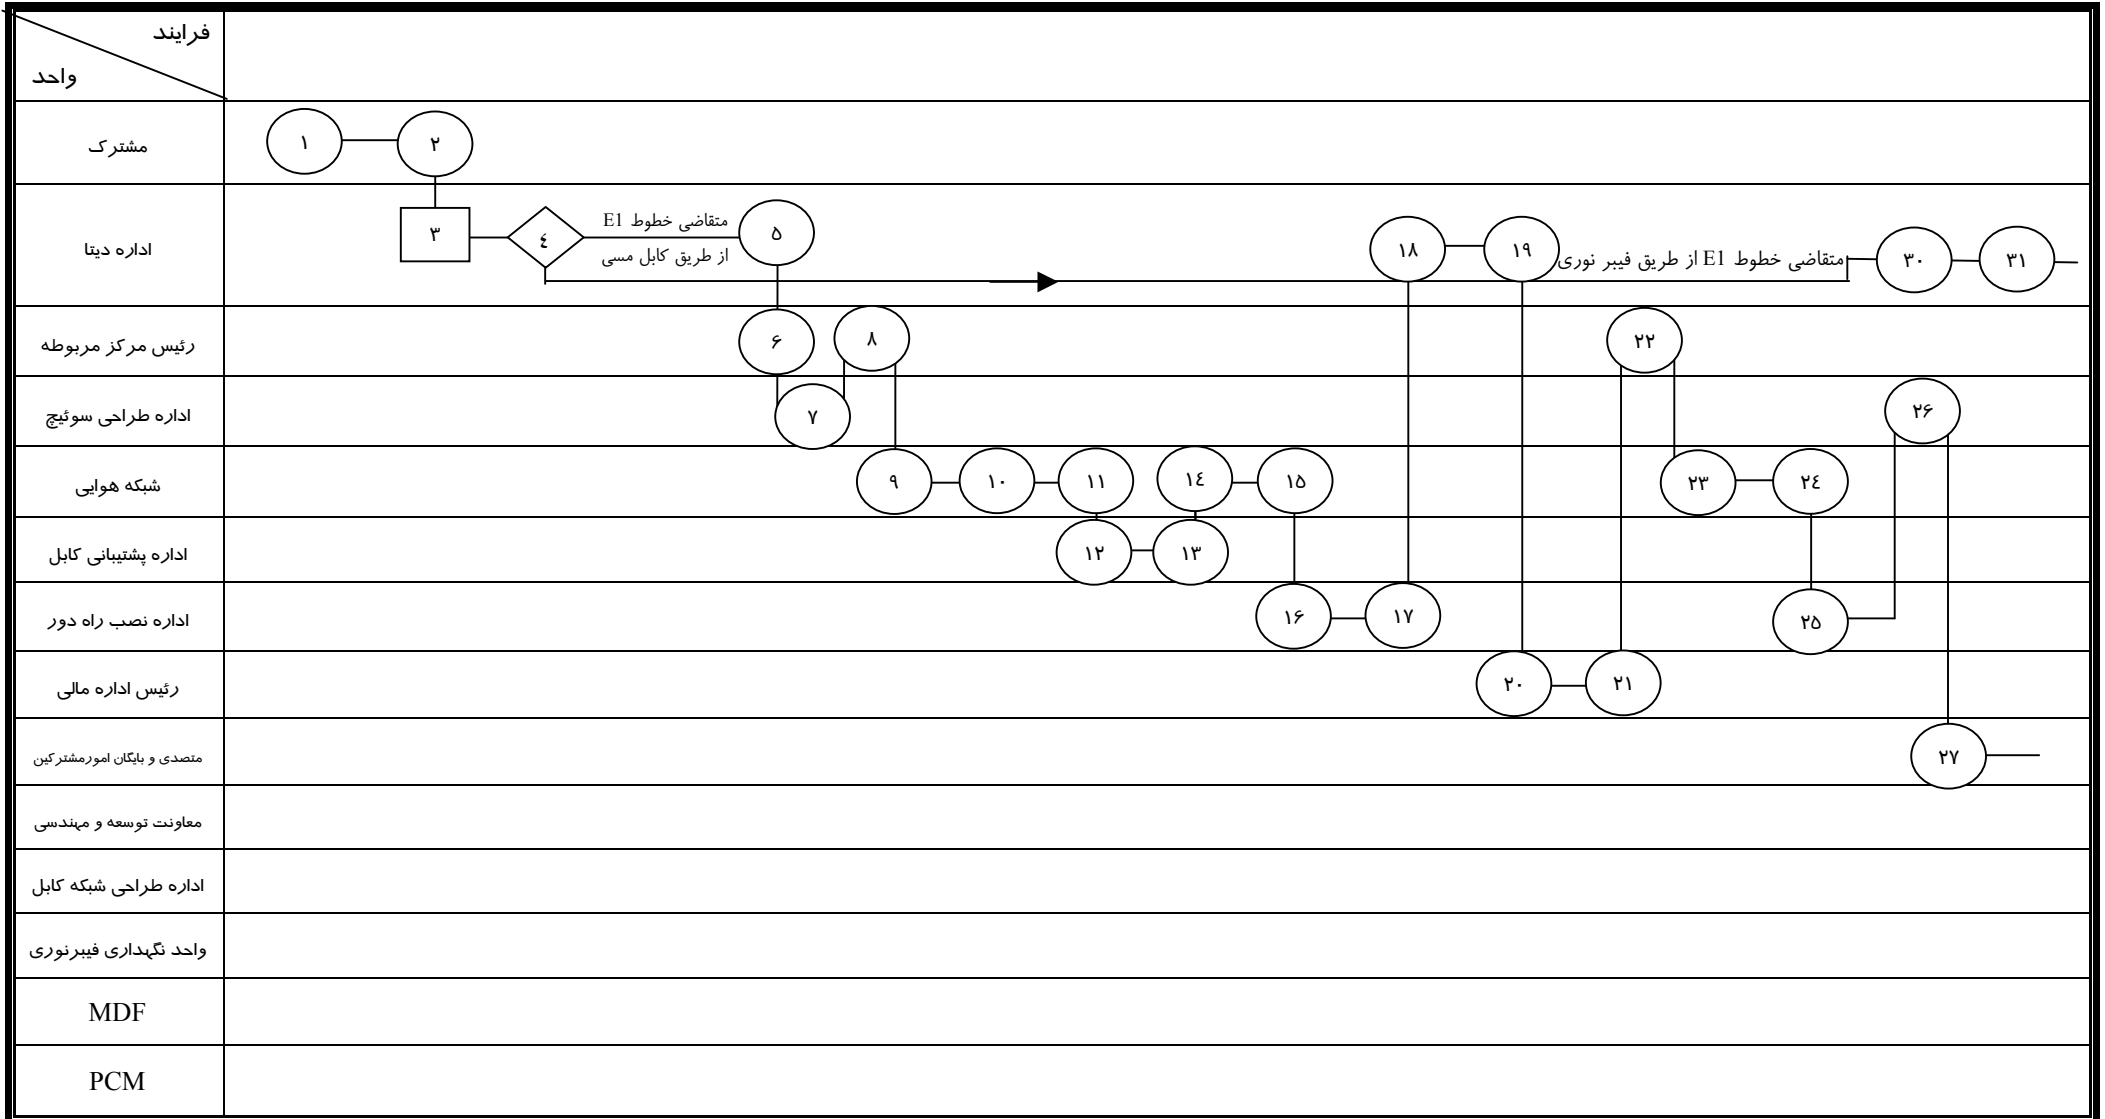 فرایند
واحد
مشترک
۱
۲
اداره دیتا
۳
٤
متقاضی خطوط E1
از طریق کابل مسی
۵
۱۸
۱۹
متقاضی خطوط E1 از طریق فیبر نوری
۳۰
۳۱
رئیس مرکز مربوطه
۶
۸
۲۲
اداره طراحی سوئیچ
۷
۲۶
شبکه هوایی
۹
۱۰
۱۱
۱٤
۱۵
۲۳
۲٤
اداره پشتیبانی کابل
۱۲
۱۳
اداره نصب راه دور
۱۶
۱۷
۲۵
رئیس اداره مالی
۲۰
۲۱
متصدی و بایگان امورمشترکین
۲۷
معاونت توسعه و مهندسی
اداره طراحی شبکه کابل
واحد نگهداری فیبرنوری
MDF
PCM